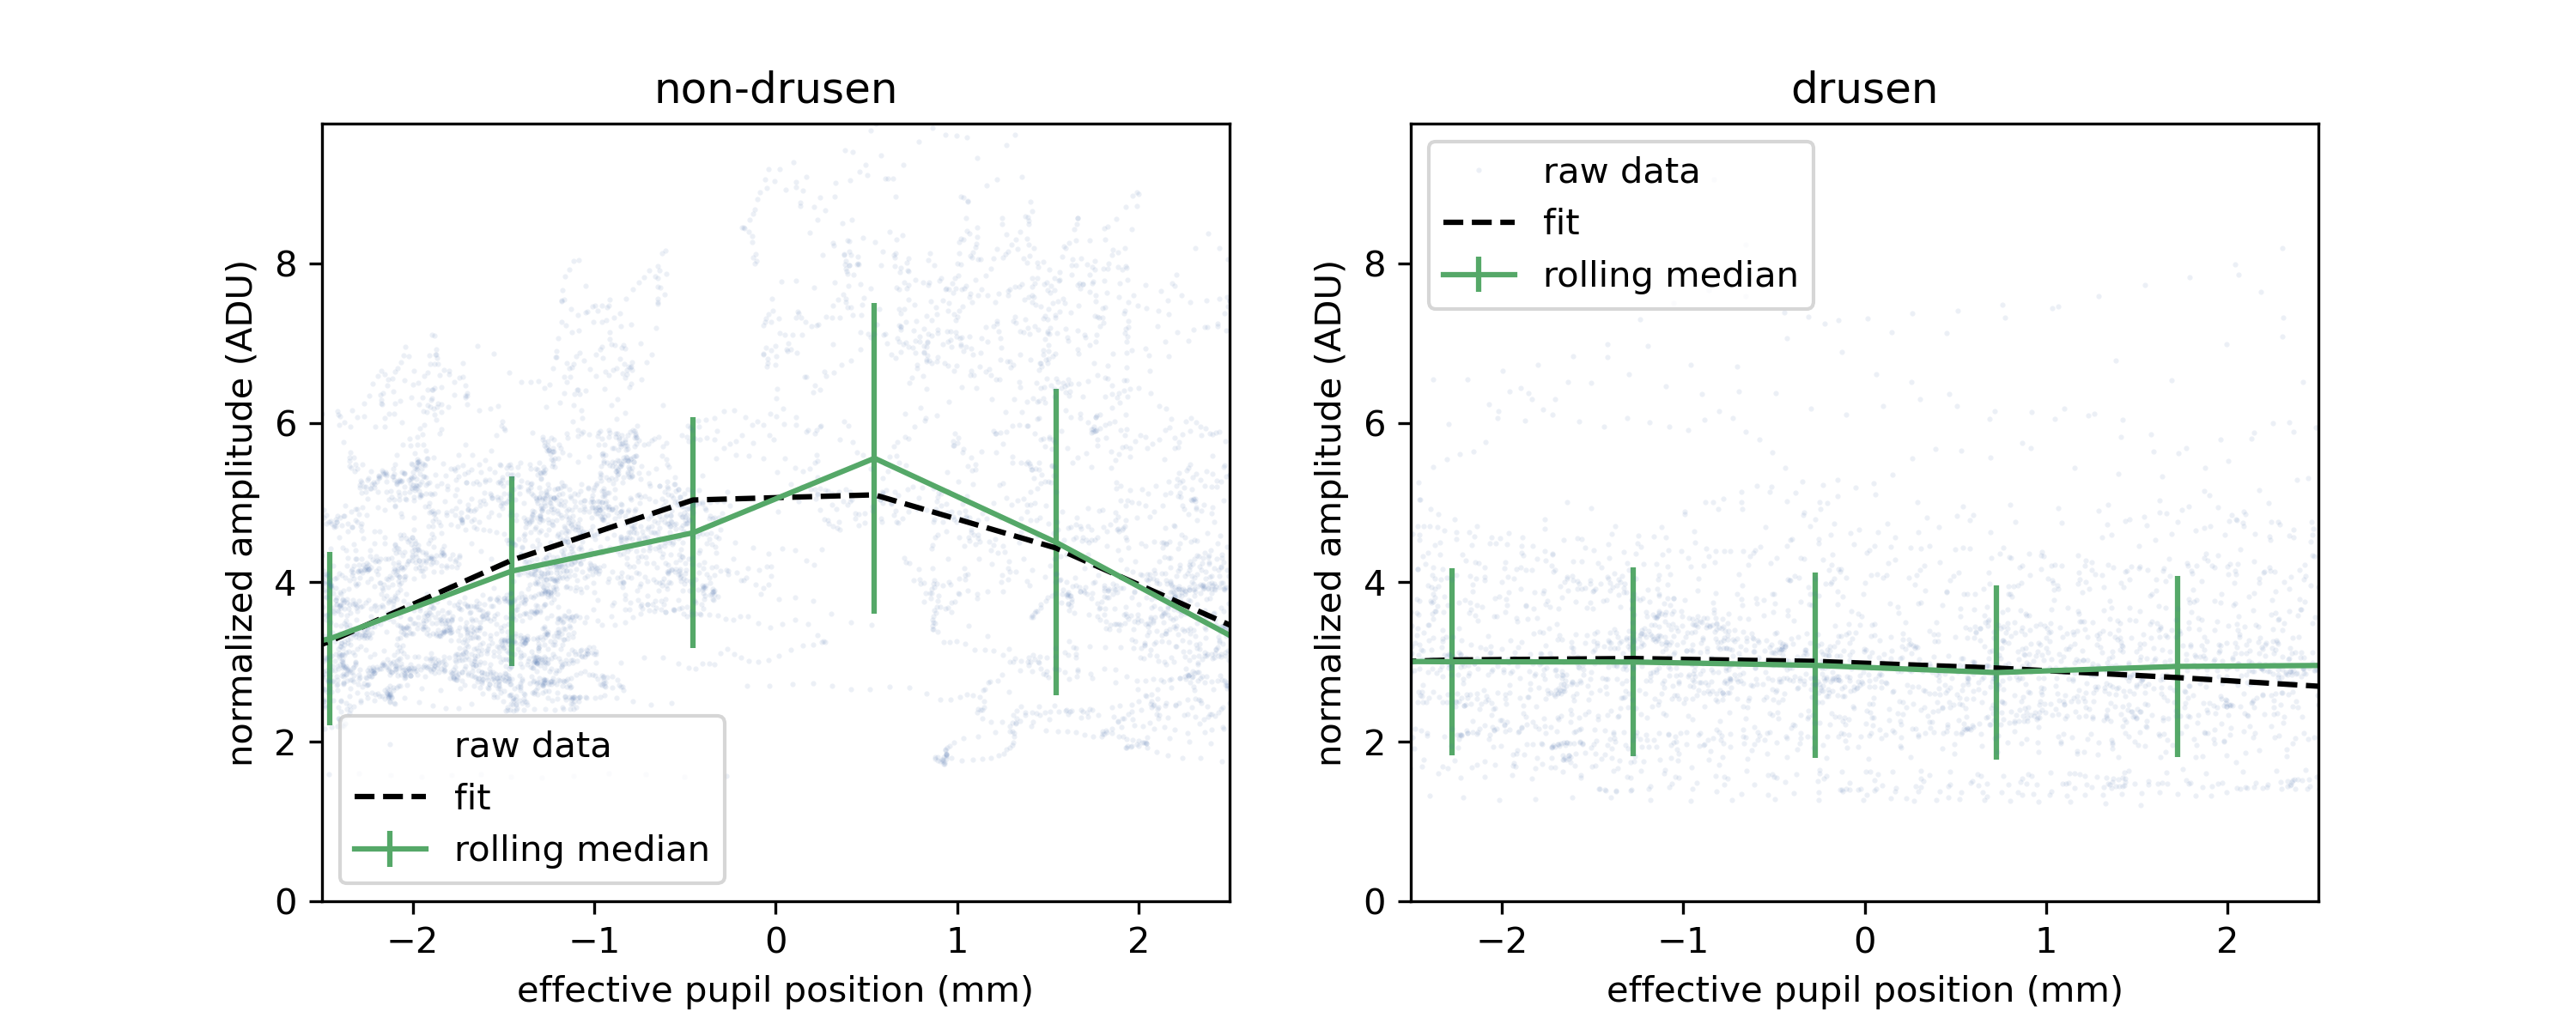 non-drusen
normalized amplitude (ADU)
8
6
4
2
0
raw data
fit
rolling median
−2
−1
0
1
2
effective pupil position (mm)
drusen
normalized amplitude (ADU)
8
6
4
2
0
raw data
fit
rolling median
−2
−1
0
1
2
effective pupil position (mm)